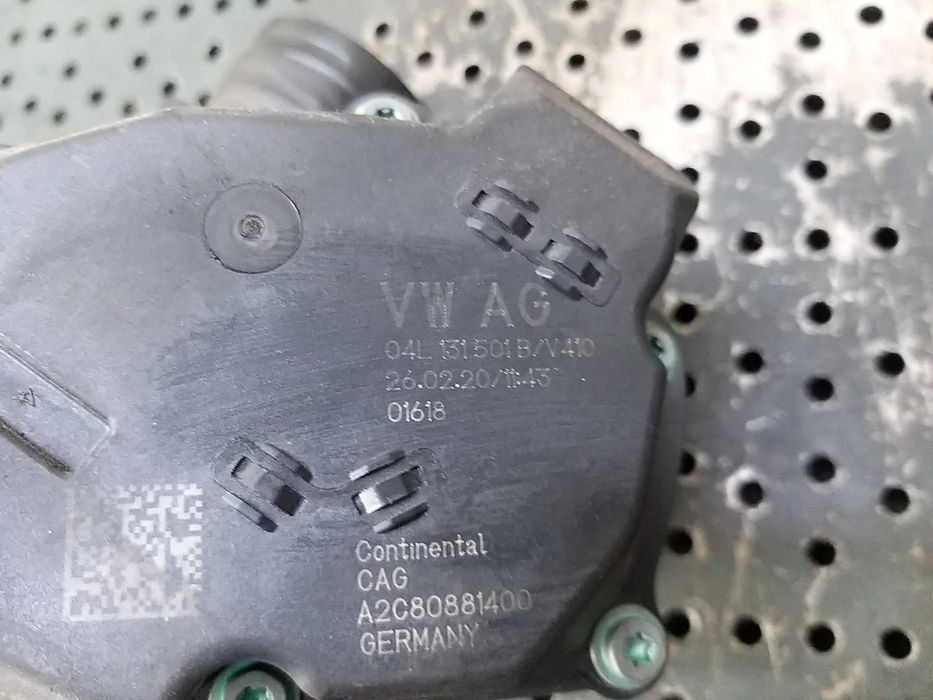 VW AG
04L 131 501 B/V410
26.02.20/11:43
01618
Continental
CAG
A2C80881400
GERMANY